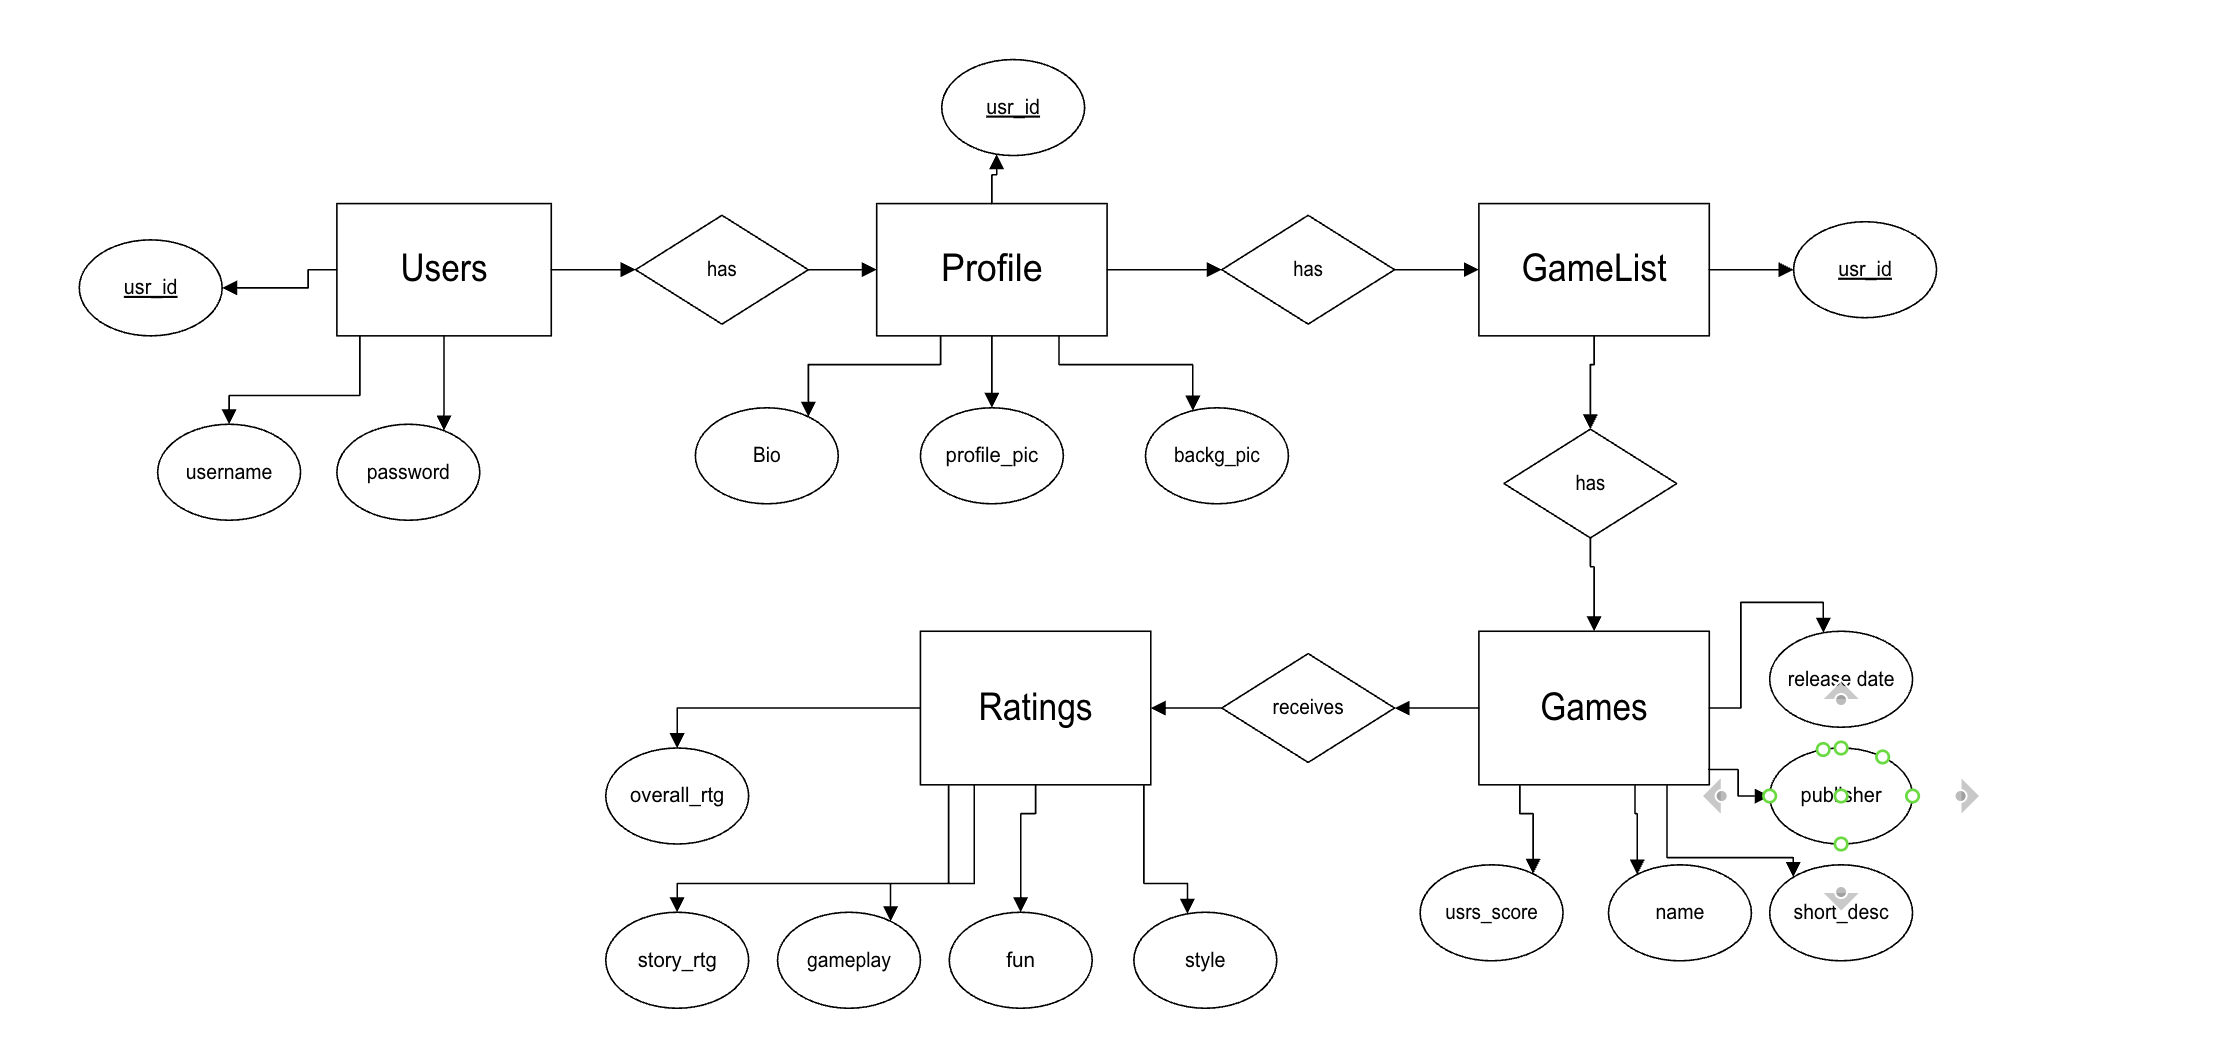 usr_id
Users
has
Profile
has
GameList
usr_id
usr_id
username
password
Bio
profile_pic
backg_pic
has
Ratings
receives
Games
release date
overall_rtg
publisher
usrs_score
name
short_desc
story_rtg
gameplay
fun
style